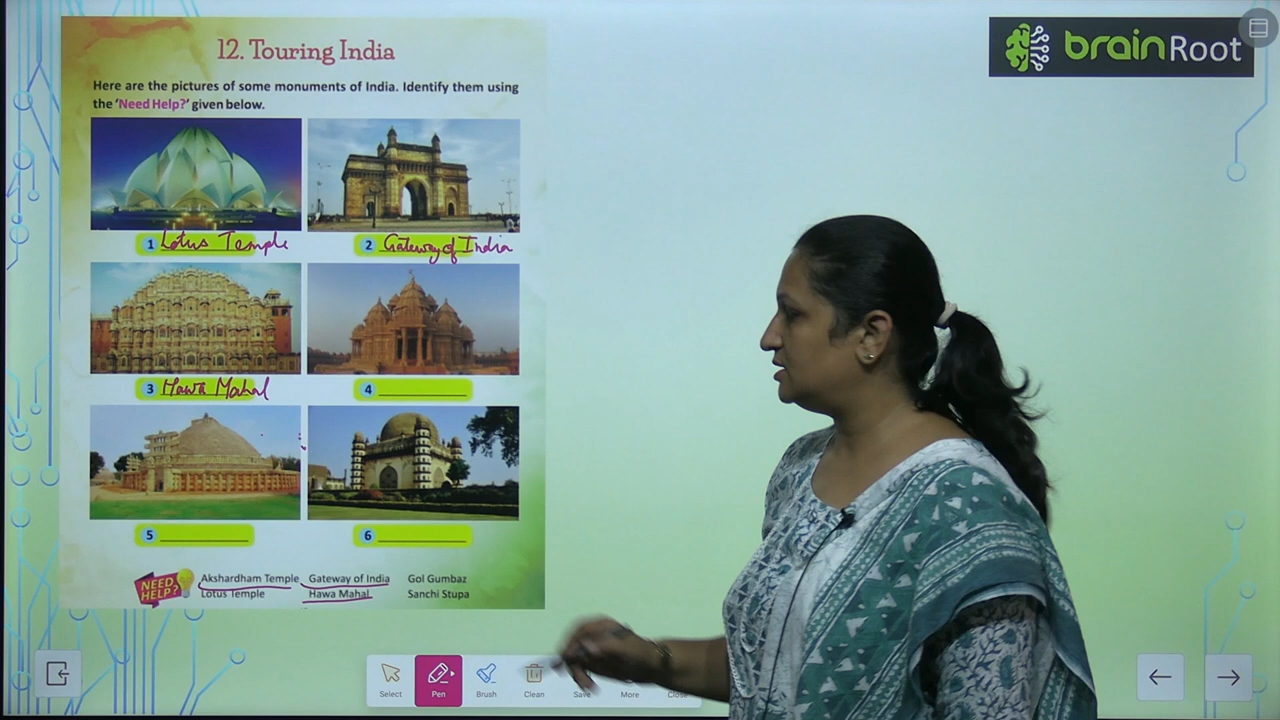 12. Touring India
brainRoot
Here are the pictures of some monuments of India. Identify them using
the 'Need Help?' given below.
1 Lotus Temple
2 Gateway of India
3 Hawa Mahal
4
5
6
NEED HELP?
Akshardham Temple Gateway of India Gol Gumbaz
Lotus Temple Hawa Mahal Sanchi Stupa
Select Pen Brush Clean Save More Close